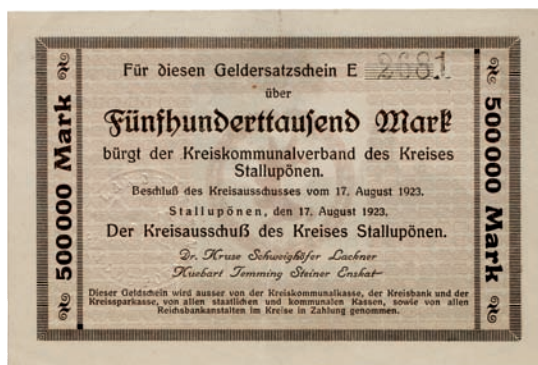 Für diesen Geldersatzschein E 2681
über
Fünfhunderttausend Mark
bürgt der Kreiskommunalverband des Kreises
Stallupönen.
Beschluß des Kreisausschusses vom 17. August 1923.
Stallupönen, den 17. August 1923.
Der Kreisausschuß des Kreises Stallupönen.
Dr. Kruse Schweighöfer Lackner
Huebart Temming Steiner Enskat
Dieser Geldschein wird ausser von der Kreiskommunalkasse, der Kreisbank und der
Kreissparkasse, von allen staatlichen und kommunalen Kassen, sowie von allen
Reichsbankanstalten im Kreise in Zahlung genommen.
500000 Mark
500000 Mark